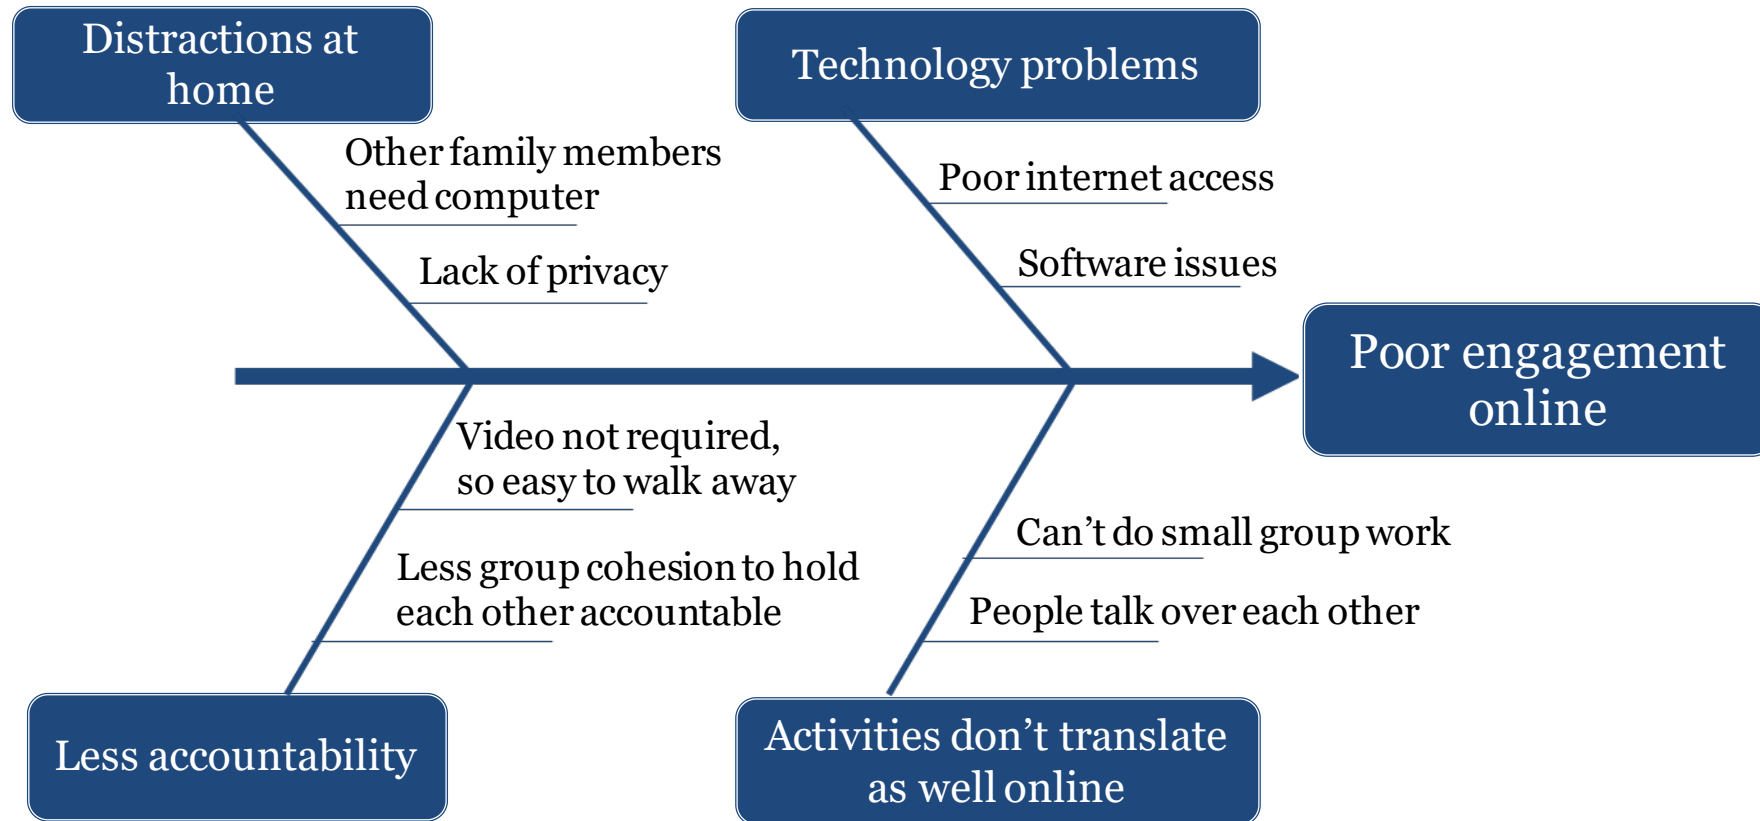 Distractions at
home
Technology problems
Other family members
need computer
Lack of privacy
Poor internet access
Software issues
Poor engagement
online
Video not required,
so easy to walk away
Less group cohesion to hold
each other accountable
Can’t do small group work
People talk over each other
Less accountability
Activities don’t translate
as well online